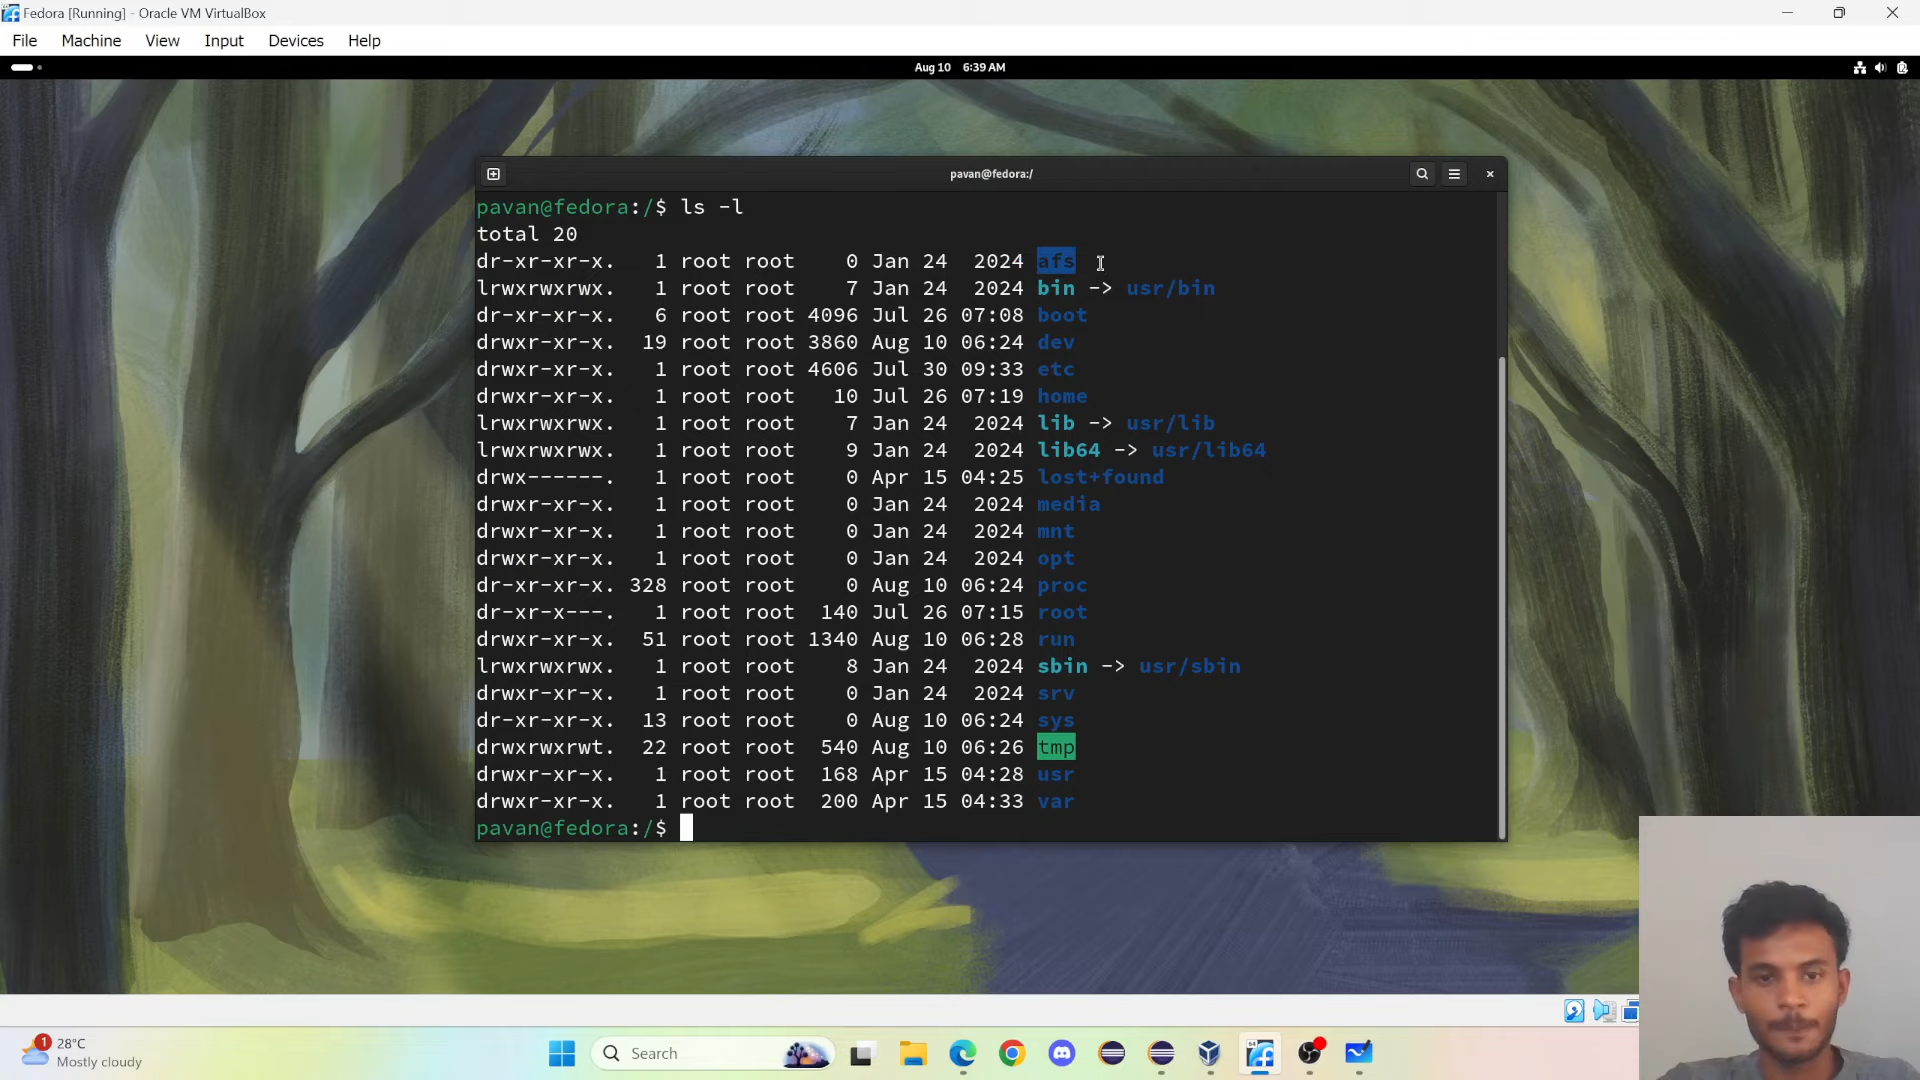 Fedora [Running] - Oracle VM VirtualBox
File Machine View Input Devices Help
Aug 10 6:39 AM
pavan@fedora:/
pavan@fedora:/$ ls -l
total 20
dr-xr-xr-x. 1 root root 0 Jan 24 2024 afs
lrwxrwxrwx. 1 root root 7 Jan 24 2024 bin -> usr/bin
dr-xr-xr-x. 6 root root 4096 Jul 26 07:08 boot
drwxr-xr-x. 19 root root 3860 Aug 10 06:24 dev
drwxr-xr-x. 1 root root 4606 Jul 30 09:33 etc
drwxr-xr-x. 1 root root 10 Jul 26 07:19 home
lrwxrwxrwx. 1 root root 7 Jan 24 2024 lib -> usr/lib
lrwxrwxrwx. 1 root root 9 Jan 24 2024 lib64 -> usr/lib64
drwx------. 1 root root 0 Apr 15 04:25 lost+found
drwxr-xr-x. 1 root root 0 Jan 24 2024 media
drwxr-xr-x. 1 root root 0 Jan 24 2024 mnt
drwxr-xr-x. 1 root root 0 Jan 24 2024 opt
dr-xr-xr-x. 328 root root 0 Aug 10 06:24 proc
dr-xr-x---. 1 root root 140 Jul 26 07:15 root
drwxr-xr-x. 51 root root 1340 Aug 10 06:28 run
lrwxrwxrwx. 1 root root 8 Jan 24 2024 sbin -> usr/sbin
drwxr-xr-x. 1 root root 0 Jan 24 2024 srv
dr-xr-xr-x. 13 root root 0 Aug 10 06:24 sys
drwxrwxrwt. 22 root root 540 Aug 10 06:26 tmp
drwxr-xr-x. 1 root root 168 Apr 15 04:28 usr
drwxr-xr-x. 1 root root 200 Apr 15 04:33 var
pavan@fedora:/$
1
28°C
Mostly cloudy
Search